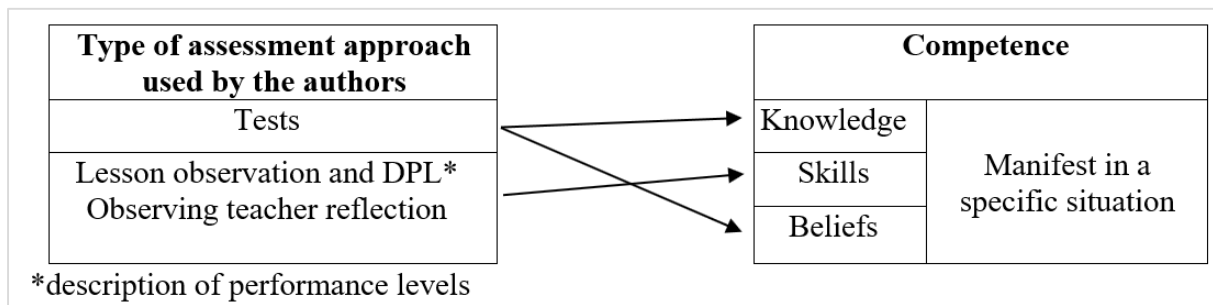 Type of assessment approach
used by the authors
Tests
Lesson observation and DPL*
Observing teacher reflection
*description of performance levels
Competence
Knowledge
Skills
Beliefs
Manifest in a
specific situation